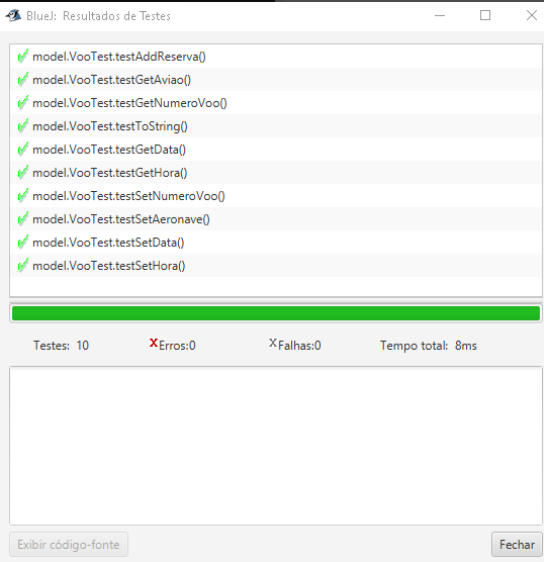 BlueJ: Resultados de Testes
model.VooTest.testAddReserva()
model.VooTest.testGetAviao()
model.VooTest.testGetNumeroVoo()
model.VooTest.testToString()
model.VooTest.testGetData()
model.VooTest.testGetHora()
model.VooTest.testSetNumeroVoo()
model.VooTest.testSetAeronave()
model.VooTest.testSetData()
model.VooTest.testSetHora()
Testes: 10 Erros:0 Falhas:0 Tempo total: 8ms
Exibir código-fonte Fechar